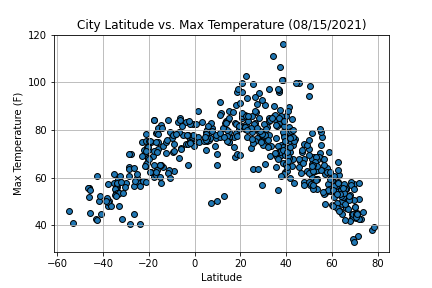 City Latitude vs. Max Temperature (08/15/2021)
120
100
80
60
40
Max Temperature (F)
−60 −40 −20 0 20 40 60 80
Latitude